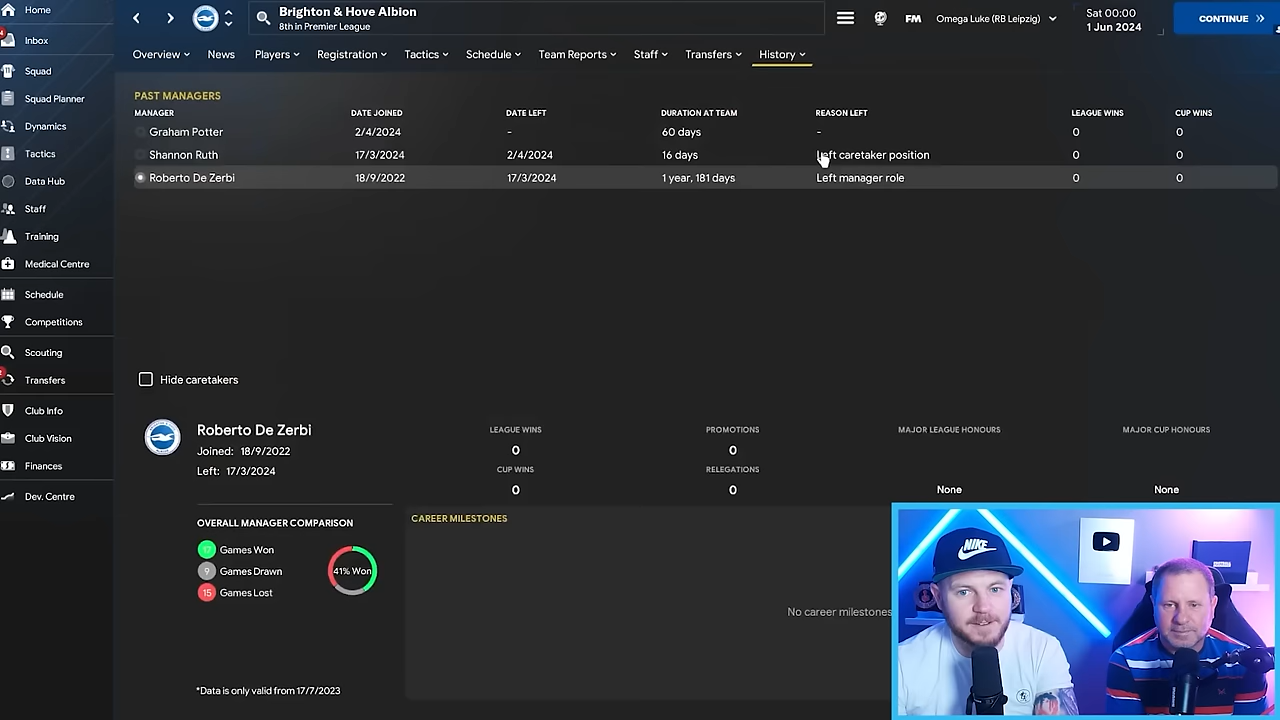 Home
Brighton & Hove Albion
8th in Premier League
FM
Omega Luke (RB Leipzig)
Sat 00:00
1 Jun 2024
CONTINUE
Inbox
Overview
News
Players
Registration
Tactics
Schedule
Team Reports
Staff
Transfers
History
Squad
Squad Planner
Dynamics
Tactics
Data Hub
Staff
Training
Medical Centre
Schedule
Competitions
Scouting
Transfers
Club Info
Club Vision
Finances
Dev. Centre
PAST MANAGERS
MANAGER DATE JOINED DATE LEFT DURATION AT TEAM REASON LEFT LEAGUE WINS CUP WINS
Graham Potter 2/4/2024 - 60 days - 0 0
Shannon Ruth 17/3/2024 2/4/2024 16 days Left caretaker position 0 0
Roberto De Zerbi 18/9/2022 17/3/2024 1 year, 181 days Left manager role 0 0
Hide caretakers
Roberto De Zerbi
Joined: 18/9/2022
Left: 17/3/2024
LEAGUE WINS PROMOTIONS MAJOR LEAGUE HONOURS MAJOR CUP HONOURS
0 0
CUP WINS RELEGATIONS
0 0 None None
OVERALL MANAGER COMPARISON
Games Won
9 Games Drawn
15 Games Lost
41% Won
*Data is only valid from 17/7/2023
CAREER MILESTONES
No career milestones
NIKE